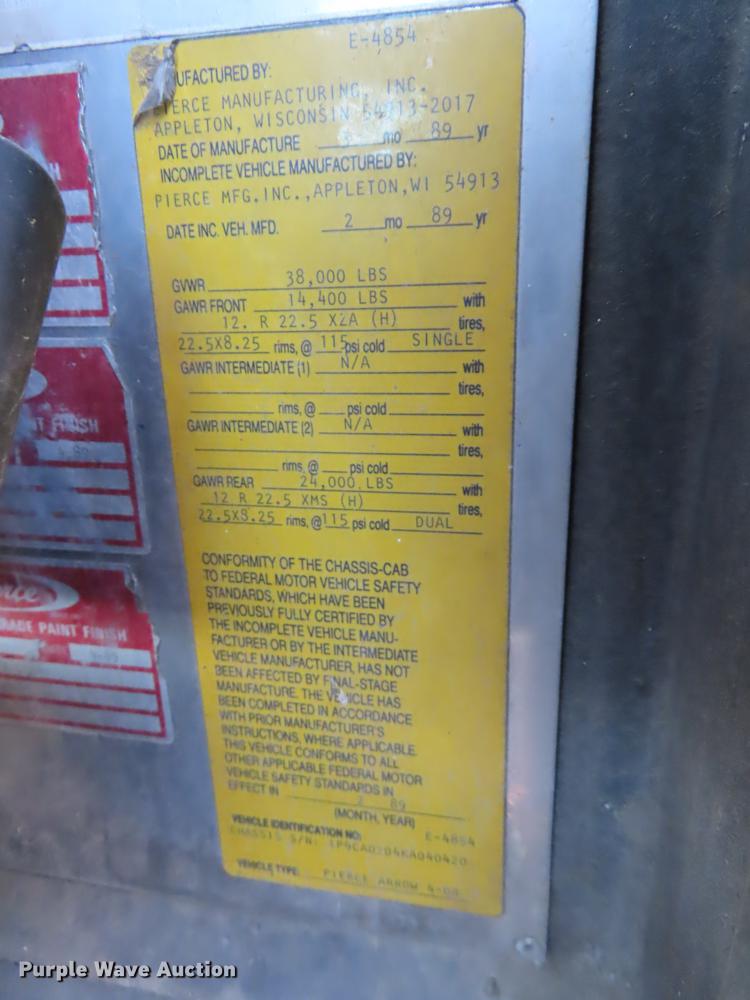 E-4854
UFACTURED BY:
PIERCE MANUFACTURING, INC.
APPLETON, WISCONSIN 54913-2017
DATE OF MANUFACTURE mo 89 yr
INCOMPLETE VEHICLE MANUFACTURED BY:
PIERCE MFG.INC.,APPLETON,WI 54913
DATE INC. VEH. MFD. 2 mo 89 yr
GVWR 38,000 LBS
GAWR FRONT 14,400 LBS with
12. R 22.5 XZA (H) tires,
22.5X8.25 rims, @ 115 psi cold SINGLE
GAWR INTERMEDIATE (1) N/A with
tires,
rims, @ psi cold
GAWR INTERMEDIATE (2) N/A with
tires,
rims, @ psi cold
GAWR REAR 24,000 LBS with
12 R 22.5 XMS (H) tires,
22.5X8.25 rims, @ 115 psi cold DUAL
CONFORMITY OF THE CHASSIS-CAB
TO FEDERAL MOTOR VEHICLE SAFETY
STANDARDS, WHICH HAVE BEEN
PREVIOUSLY FULLY CERTIFIED BY
THE INCOMPLETE VEHICLE MANU-
FACTURER OR BY THE INTERMEDIATE
VEHICLE MANUFACTURER, HAS NOT
BEEN AFFECTED BY FINAL-STAGE
MANUFACTURE. THE VEHICLE HAS
BEEN COMPLETED IN ACCORDANCE
WITH PRIOR MANUFACTURER'S
INSTRUCTIONS, WHERE APPLICABLE.
THIS VEHICLE CONFORMS TO ALL
OTHER APPLICABLE FEDERAL MOTOR
VEHICLE SAFETY STANDARDS IN
EFFECT IN 2 89
(MONTH, YEAR)
VEHICLE IDENTIFICATION NO: E-4854
CHASSIS S/N: 1P4CA02D4KA040420
VEHICLE TYPE: PIERCE ARROW
NT FINISH
PAINT FINISH
Purple Wave Auction